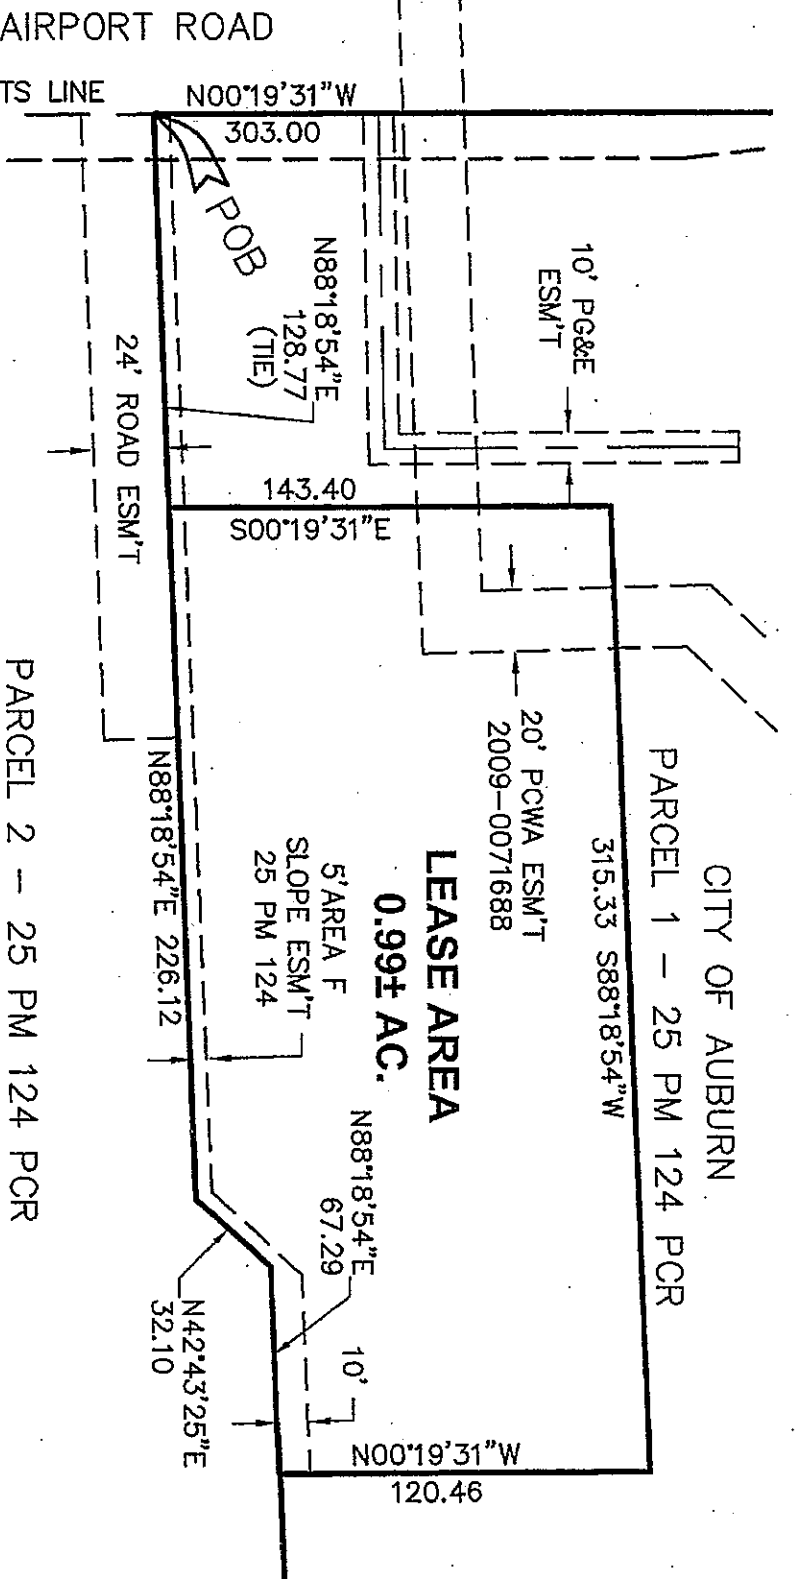 AIRPORT ROAD
TS LINE
N00°19'31"W
303.00
POB
N88°18'54"E
128.77
(TIE)
10' PG&E
ESM'T
24' ROAD ESM'T
143.40
S00°19'31"E
20' PCWA ESM'T
2009-0071688
CITY OF AUBURN
PARCEL 1 - 25 PM 124 PCR
315.33 S88°18'54"W
LEASE AREA
0.99± AC.
5'AREA F
SLOPE ESM'T
25 PM 124
N88°18'54"E 226.12
PARCEL 2 - 25 PM 124 PCR
N88°18'54"E
67.29
N42°43'25"E
32.10
10'
N00°19'31"W
120.46